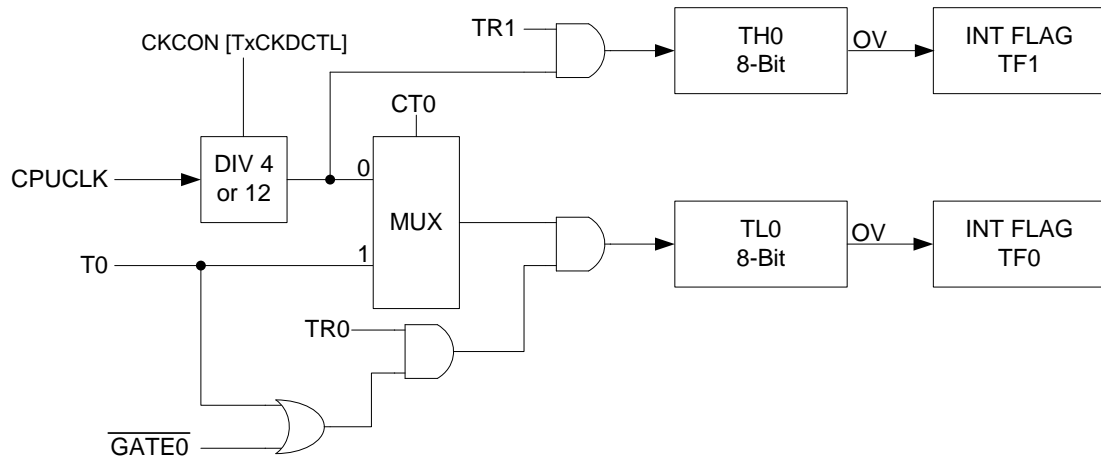 TR1
TH0
8-Bit
OV
INT FLAG
TF1
CKCON [TxCKDCTL]
CT0
CPUCLK
DIV 4
or 12
0
MUX
1
T0
TL0
8-Bit
OV
INT FLAG
TF0
TR0
GATE0